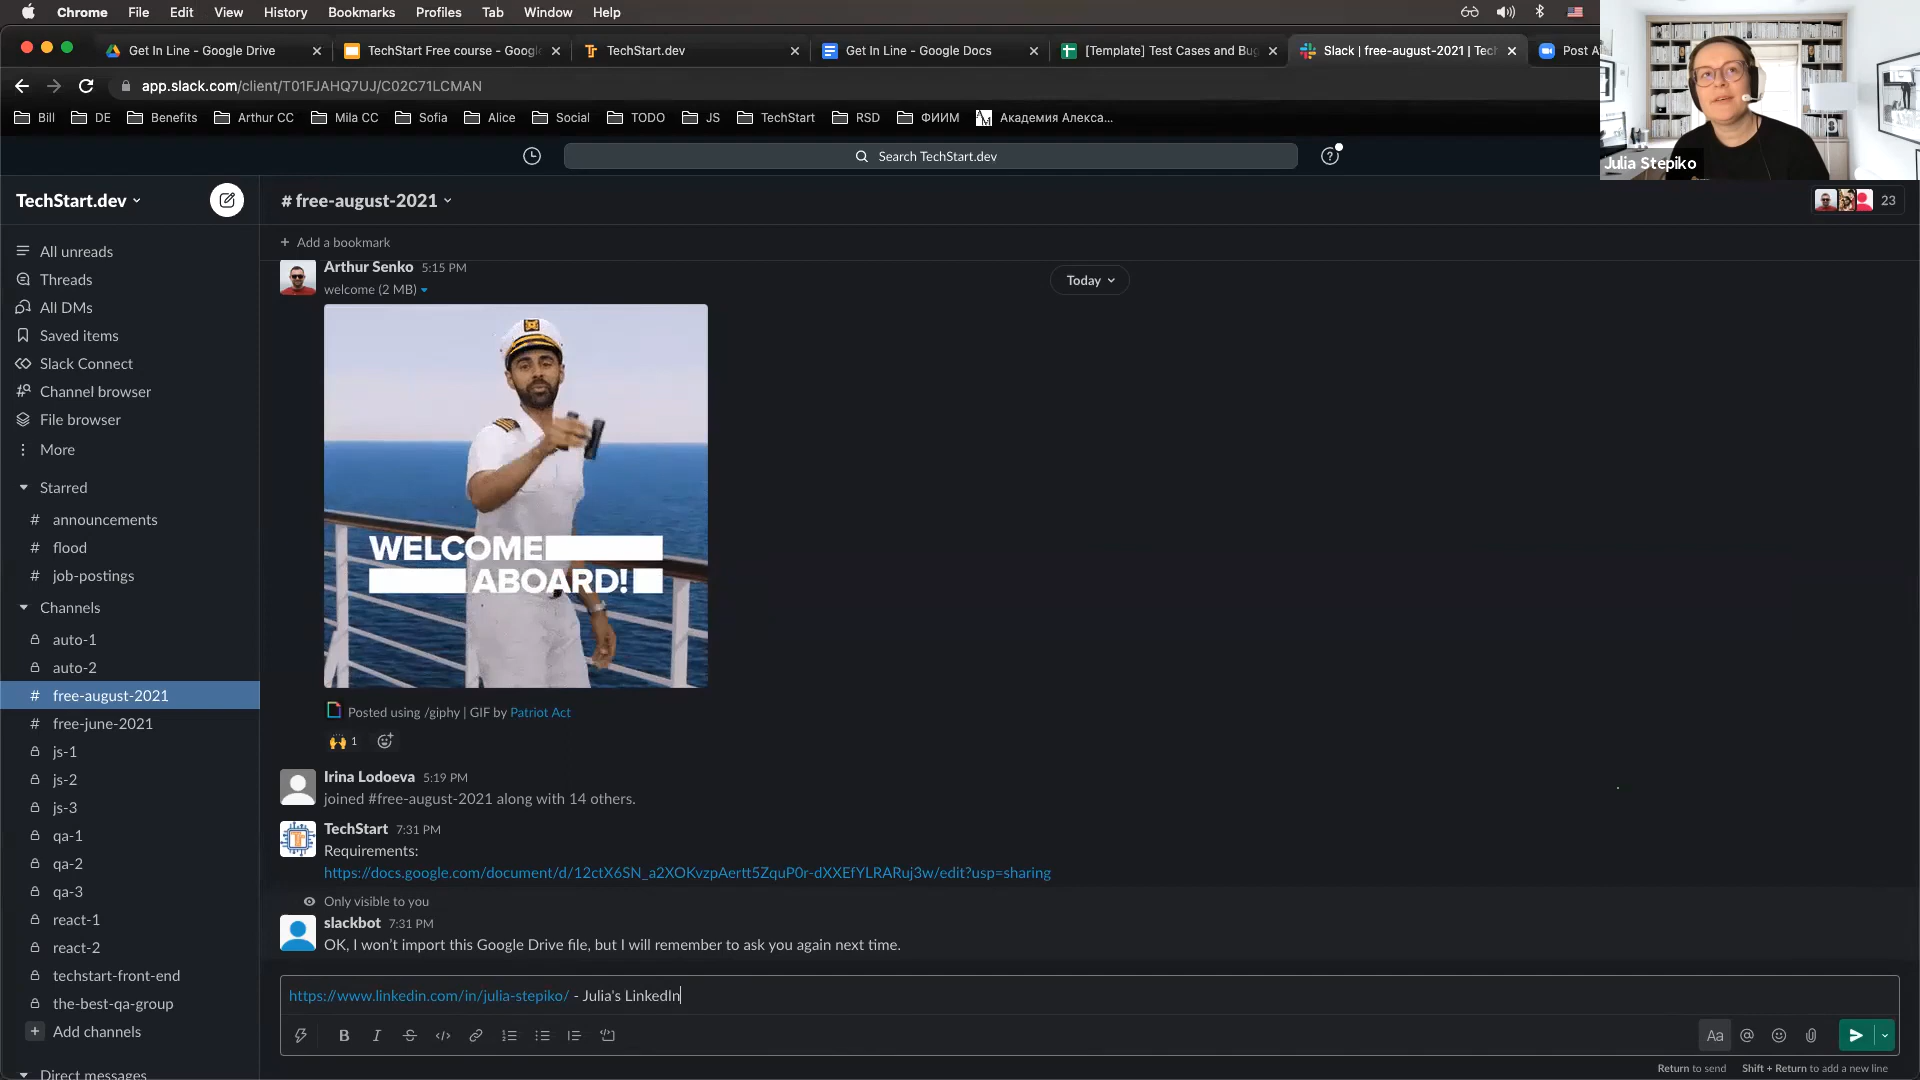 Chrome File Edit View History Bookmarks Profiles Tab Window Help
Get In Line - Google Drive
TechStart Free course - Goog
TechStart.dev
Get In Line - Google Docs
[Template] Test Cases and Bug
Slack | free-august-2021 | Tech
Post A
app.slack.com/client/T01FJAHQ7UJ/C02C71LCMAN
Bill DE Benefits Arthur CC Mila CC Sofia Alice Social TODO JS TechStart RSD ФИИМ Академия Алекса...
Julia Stepiko
Search TechStart.dev
TechStart.dev
# free-august-2021
23
Add a bookmark
All unreads
Threads
All DMs
Saved items
Slack Connect
Channel browser
File browser
More
Starred
# announcements
# flood
# job-postings
Channels
auto-1
auto-2
# free-august-2021
# free-june-2021
js-1
js-2
js-3
qa-1
qa-2
qa-3
react-1
react-2
techstart-front-end
the-best-qa-group
+ Add channels
Direct messages
Arthur Senko 5:15 PM
Today
welcome (2 MB)
WELCOME
ABOARD!
Posted using /giphy | GIF by Patriot Act
1
Irina Lodoeva 5:19 PM
joined #free-august-2021 along with 14 others.
TechStart 7:31 PM
Requirements:
https://docs.google.com/document/d/12ctX6SN_a2XOKvzpAertt5ZquP0r-dXXEfYLRARuj3w/edit?usp=sharing
Only visible to you
slackbot 7:31 PM
OK, I won't import this Google Drive file, but I will remember to ask you again next time.
https://www.linkedin.com/in/julia-stepiko/ - Julia's LinkedIn
B I Aa
Return to send Shift + Return to add a new line